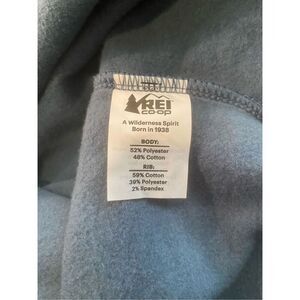 REI
CO·OP
A Wilderness Spirit
Born in 1938
BODY:
52% Polyester
48% Cotton
RIB:
59% Cotton
39% Polyester
2% Spandex